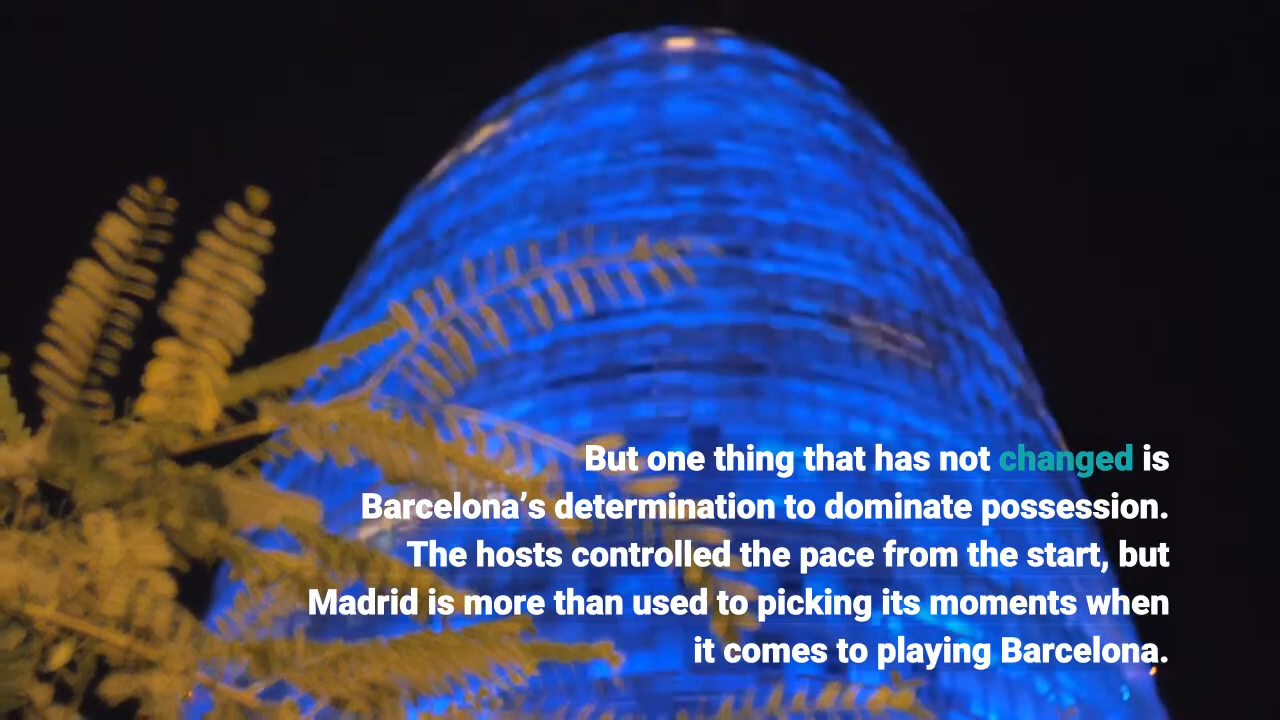 But one thing that has not changed is
Barcelona’s determination to dominate possession.
The hosts controlled the pace from the start, but
Madrid is more than used to picking its moments when
it comes to playing Barcelona.